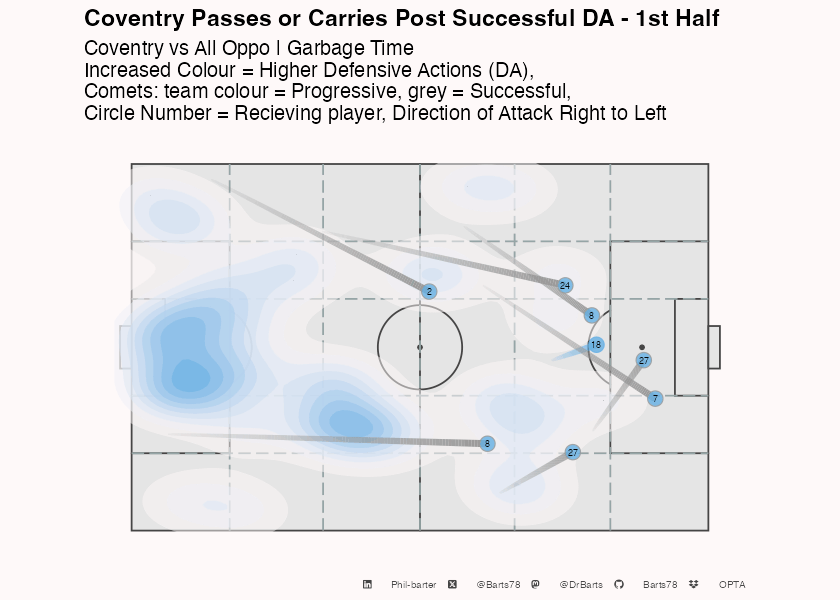 Coventry Passes or Carries Post Successful DA - 1st Half
Coventry vs All Oppo | Garbage Time
Increased Colour = Higher Defensive Actions (DA),
Comets: team colour = Progressive, grey = Successful,
Circle Number = Recieving player, Direction of Attack Right to Left
24
2
8
18
27
7
8
27
Phil-barter @Barts78 @DrBarts Barts78 OPTA